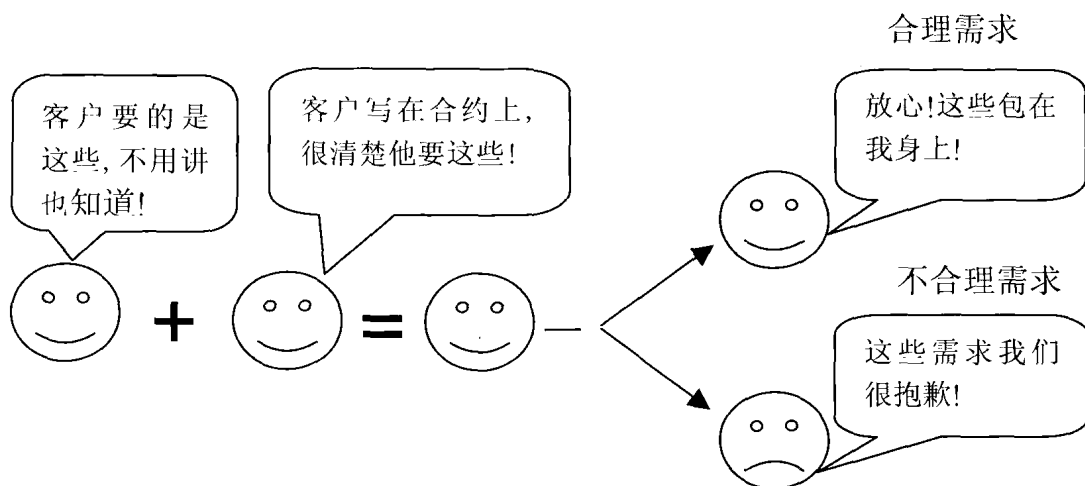 合理需求
客户要的是
这些,不用讲
也知道!
客户写在合约上,
很清楚他要这些!
放心!这些包在
我身上!
+
=
不合理需求
这些需求我们
很抱歉!